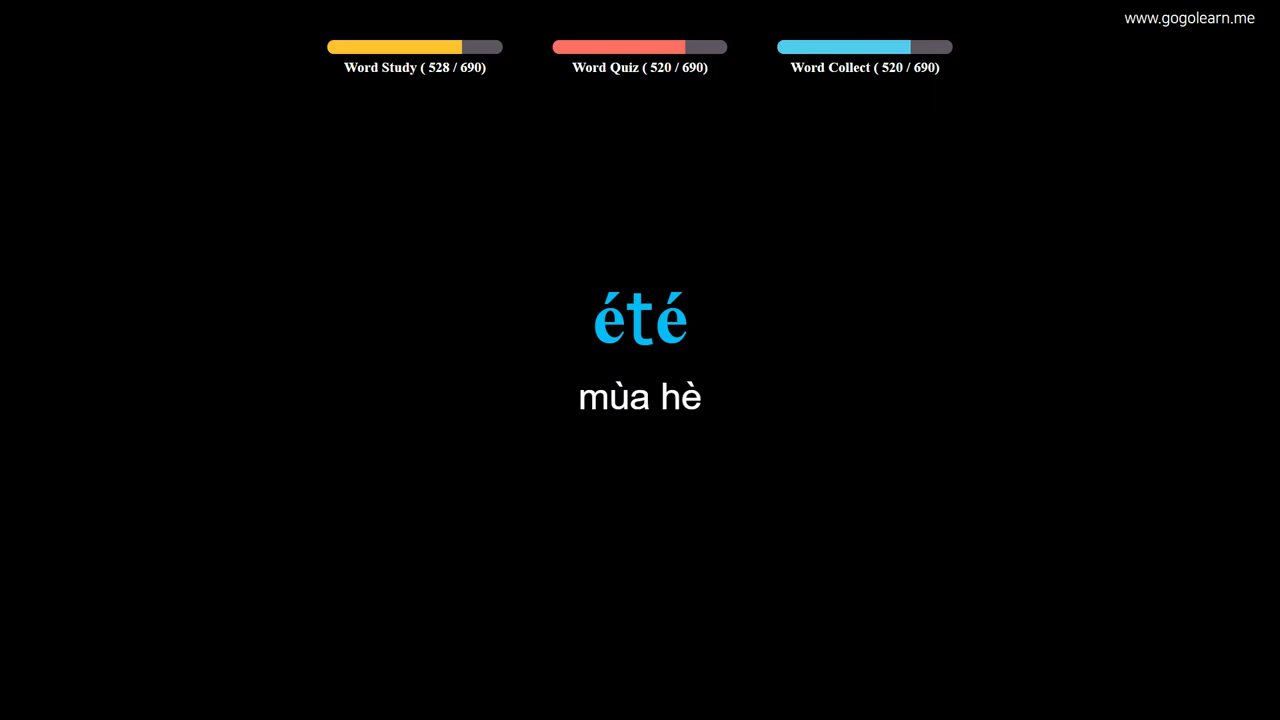 www.gogolearn.me
Word Study ( 528 / 690)
Word Quiz ( 520 / 690)
Word Collect ( 520 / 690)
été
mùa hè